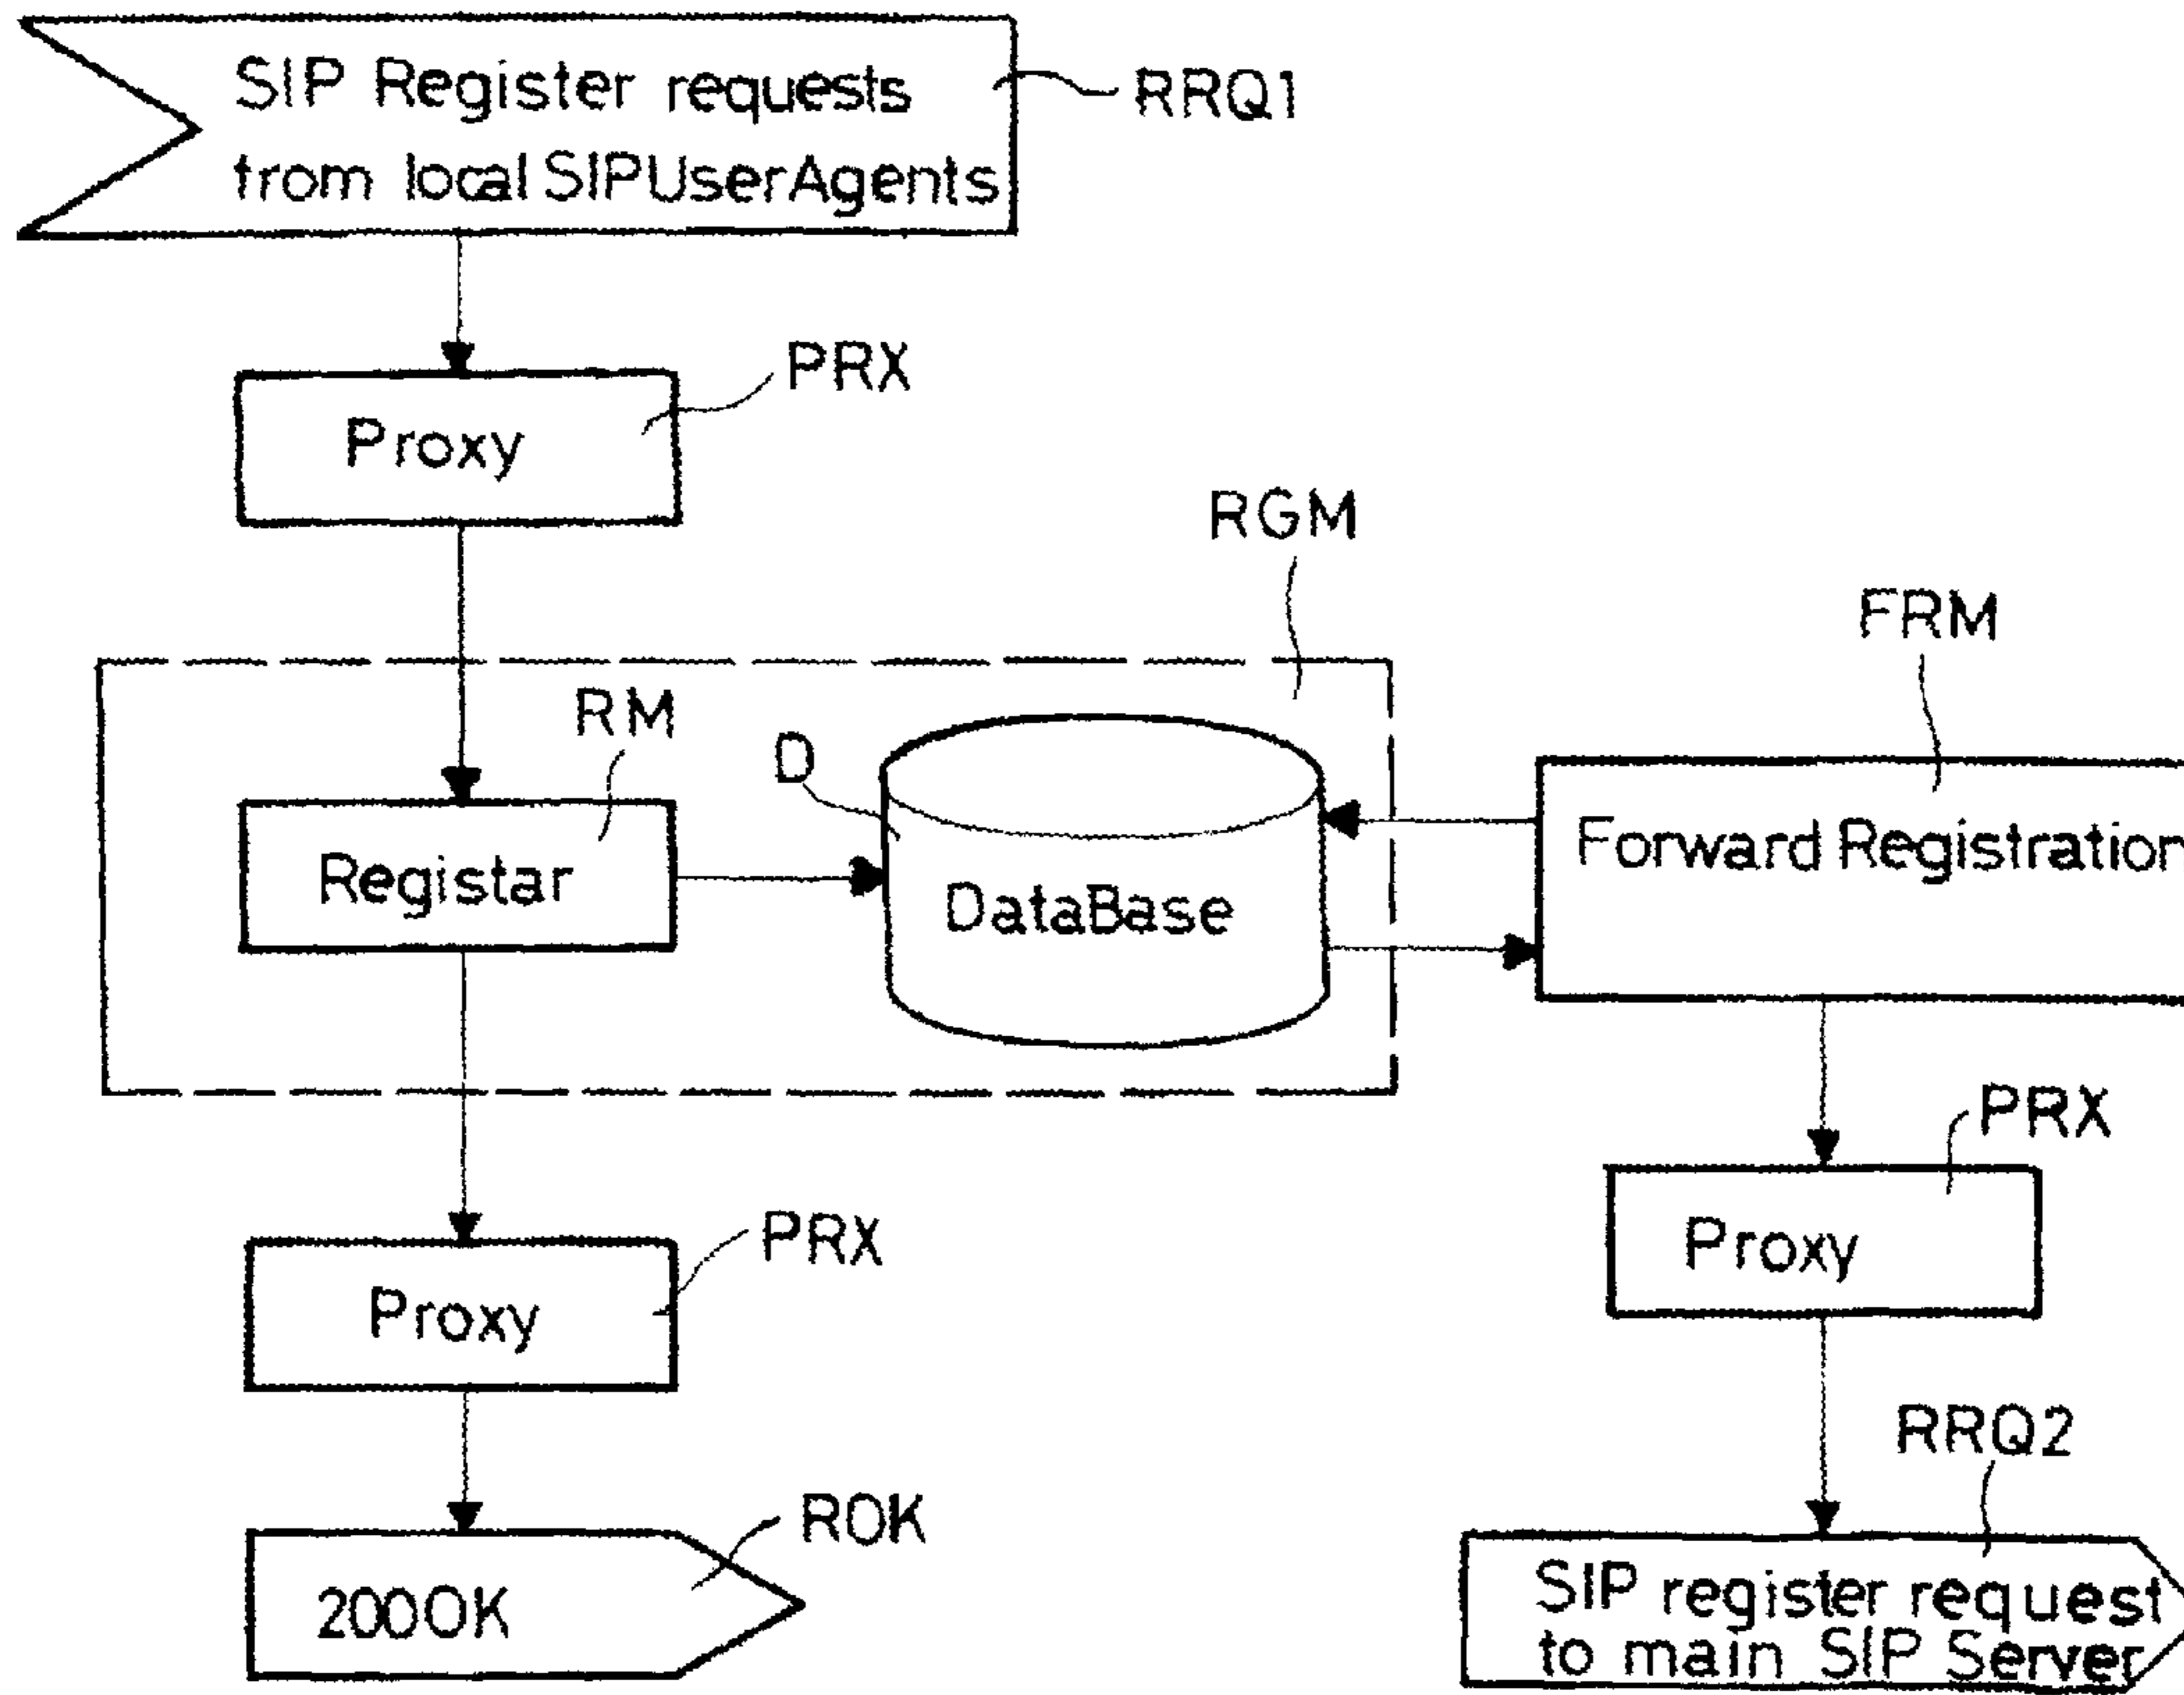 SIP Register requests
from local SIPUserAgents
RRQ1
PRX
Proxy
RGM
FRM
RM
D
Registar
DataBase
Forward Registration
PRX
Proxy
PRX
Proxy
RRQ2
ROK
200OK
SIP register request
to main SIP Server